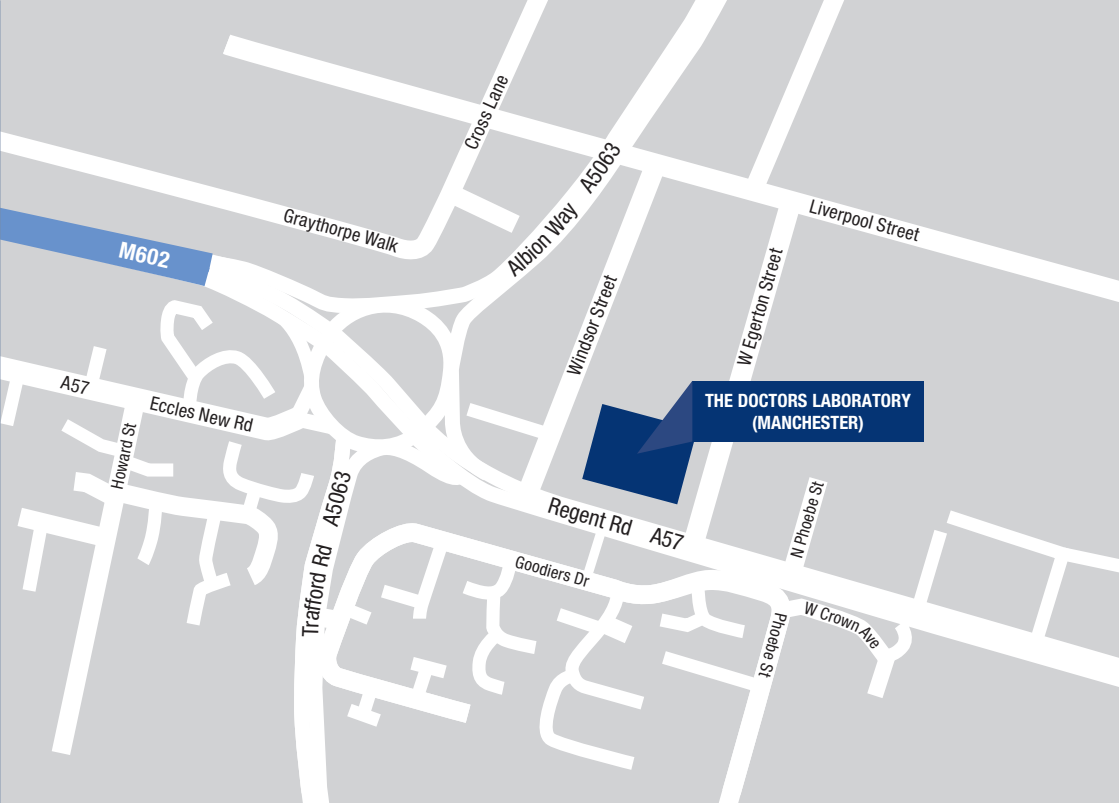 Cross Lane
Albion Way A5063
Graythorpe Walk
Liverpool Street
M602
Windsor Street
W Egerton Street
A57
Eccles New Rd
Howard St
THE DOCTORS LABORATORY
(MANCHESTER)
Trafford Rd A5063
Regent Rd A57
N Phoebe St
Goodiers Dr
W Crown Ave
Phoebe St